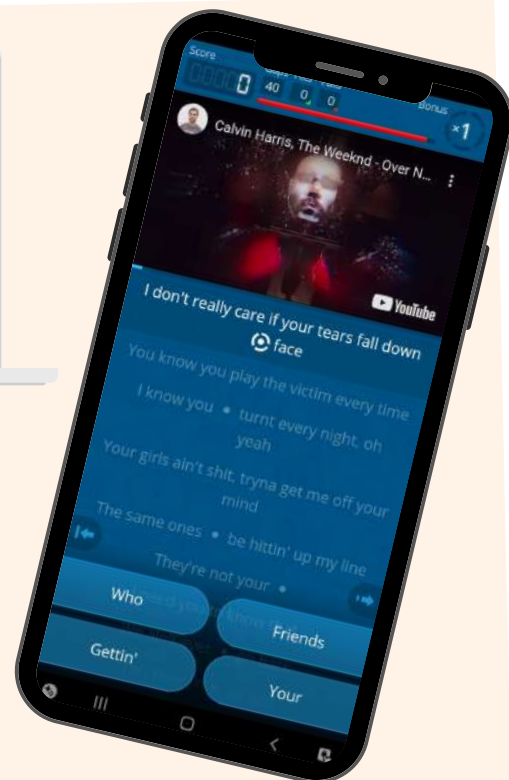 Score
Bonus
0
40
0
0
×1
Calvin Harris, The Weeknd - Over N...
YouTube
I don't really care if your tears fall down
face
You know you play the victim every time
I know you • turnt every night, oh
yeah
Your girls ain't shit, tryna get me off your
mind
The same ones • be hittin' up my line
They're not your •
Who
Friends
Gettin'
Your